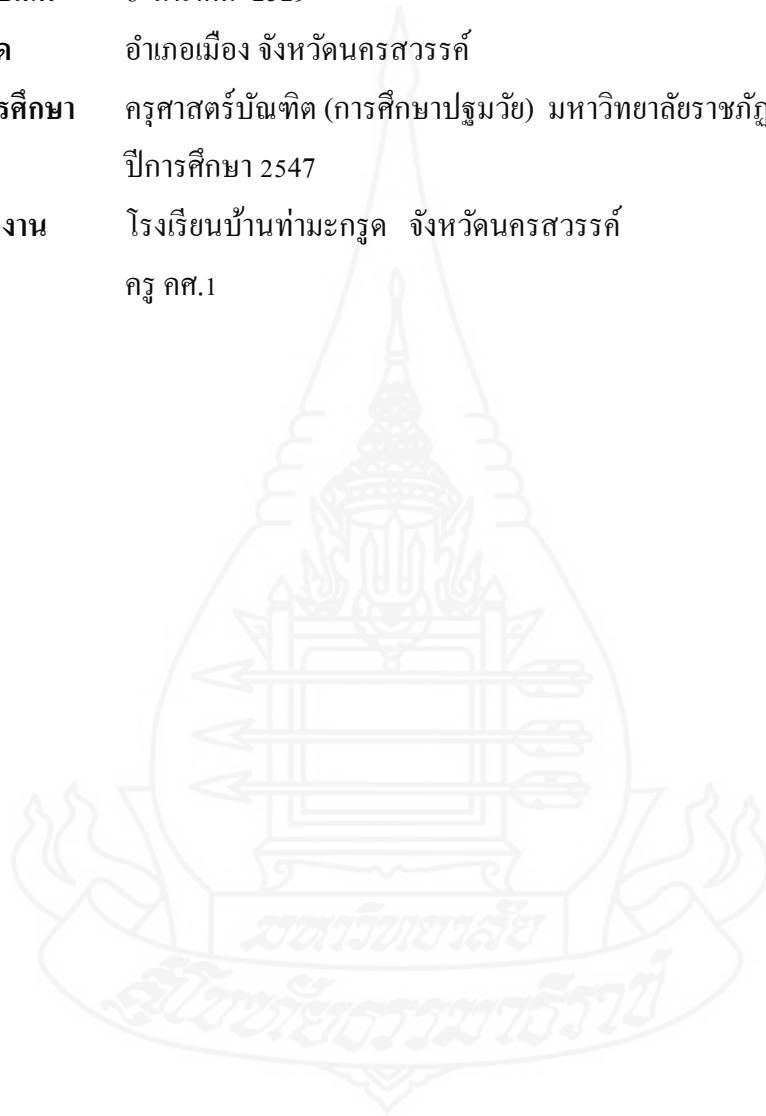 อำเภอเมือง จังหวัดนครสวรรค์
รศึกษา ครุศาสตร์บัณฑิต (การศึกษาปฐมวัย) มหาวิทยาลัยราชภัฏ
ปีการศึกษา 2547
งาน โรงเรียนบ้านท่ามะกรูด จังหวัดนครสวรรค์
ครู คศ.1
มหาวิทยาลัย
สุโขทัยธรรมาธิราช